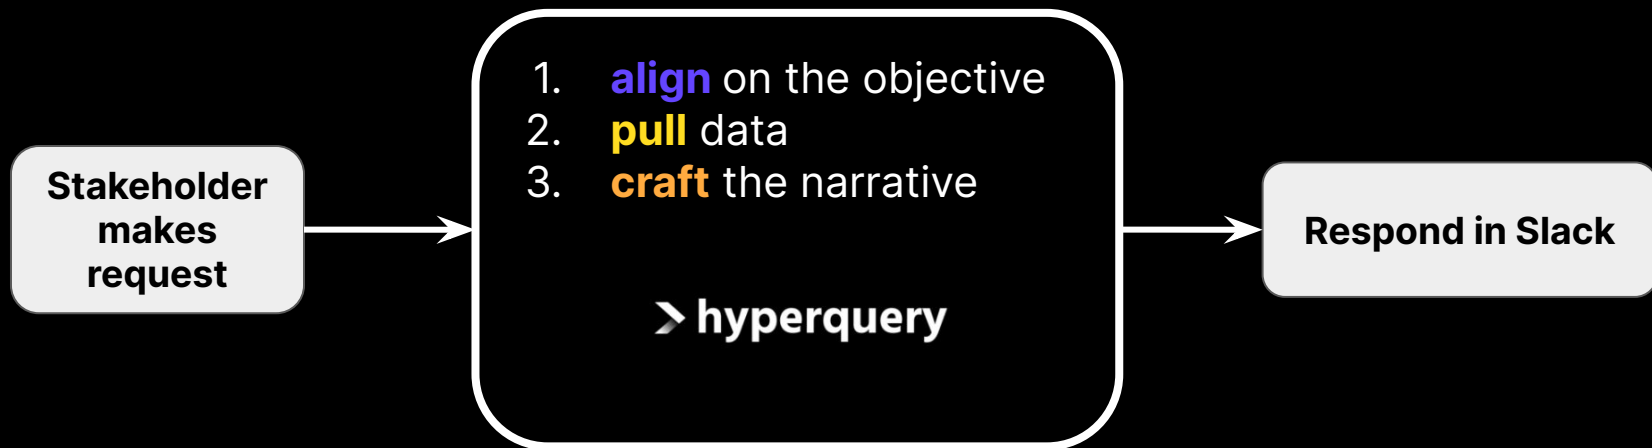 Stakeholder
makes
request
1. align on the objective
2. pull data
3. craft the narrative
hyperquery
Respond in Slack